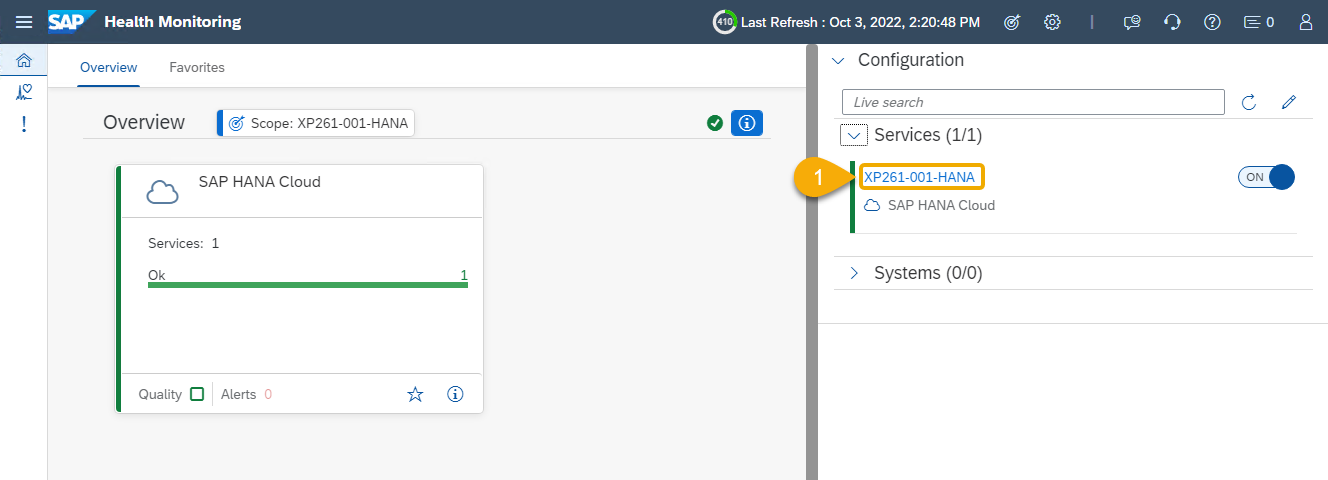 SAP Health Monitoring 410 Last Refresh : Oct 3, 2022, 2:20:48 PM 0
Overview Favorites
Overview Scope: XP261-001-HANA
SAP HANA Cloud
Services: 1
Ok 1
Quality Alerts 0
Configuration
Live search
Services (1/1)
1 XP261-001-HANA ON
SAP HANA Cloud
Systems (0/0)